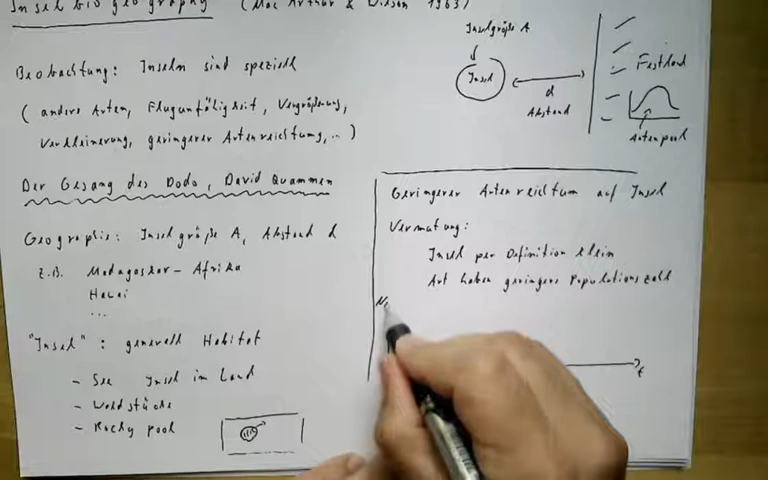 Inselbiogeography (Mac Arthur & Wilson 1963)
Beobachtung: Inseln sind speziell
( anders Arten, Flugunfähigkeit, Vergrößerung,
Verkleinerung, geringerer Artenreichtum, ... )
Der Gesang des Dodo, David Quammen
Geographie: Inselgröße A, Abstand d
z.B. Madagaskar - Afrika
Hawai
...
"Insel": generell Habitat
- See Insel im Land
- Waldstücke
- Rocky pool
Inselgröße A
Insel
d
Abstand
Festland
Artenpool
Geringerer Artenreichtum auf Insel
Vermutung:
Insel per Definition klein
Art haben geringere Populationszahl
N
t